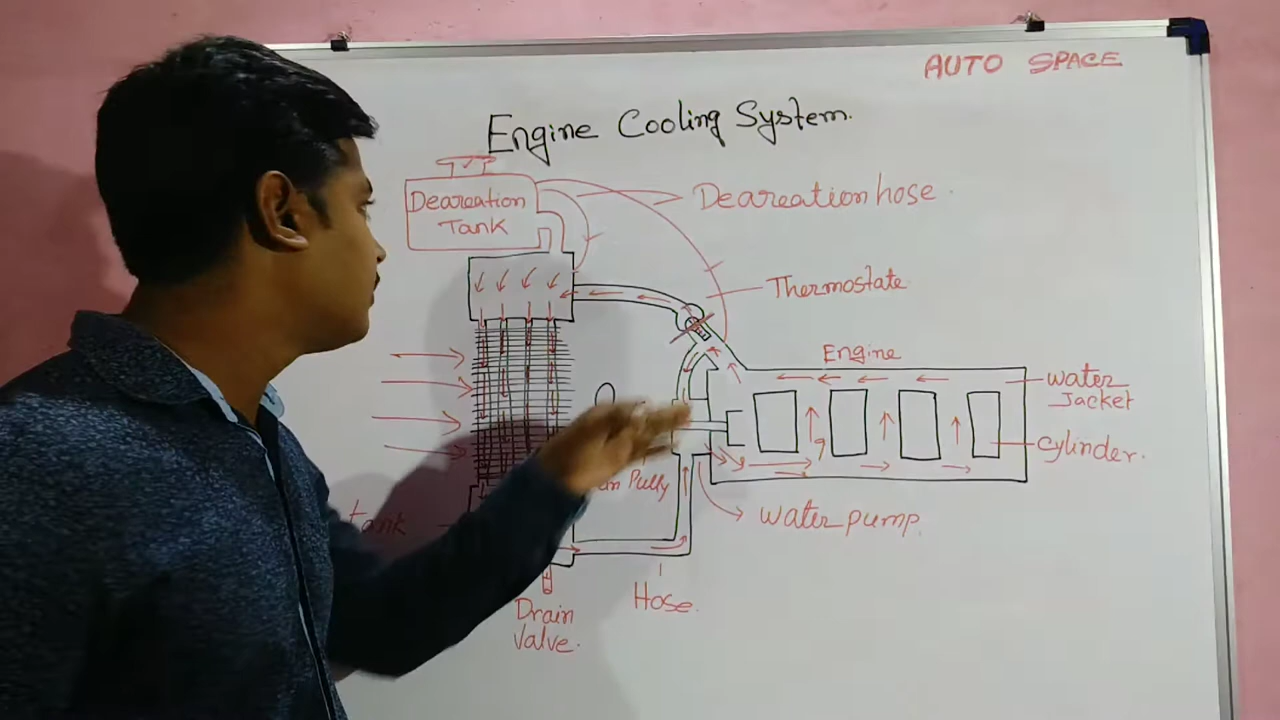 AUTO SPACE
Engine Cooling System.
Deareation
Tank
Deareation hose
Thermostate
Engine
water
Jacket
Cylinder.
Pully
tank
water pump
Hose.
Drain
Valve.